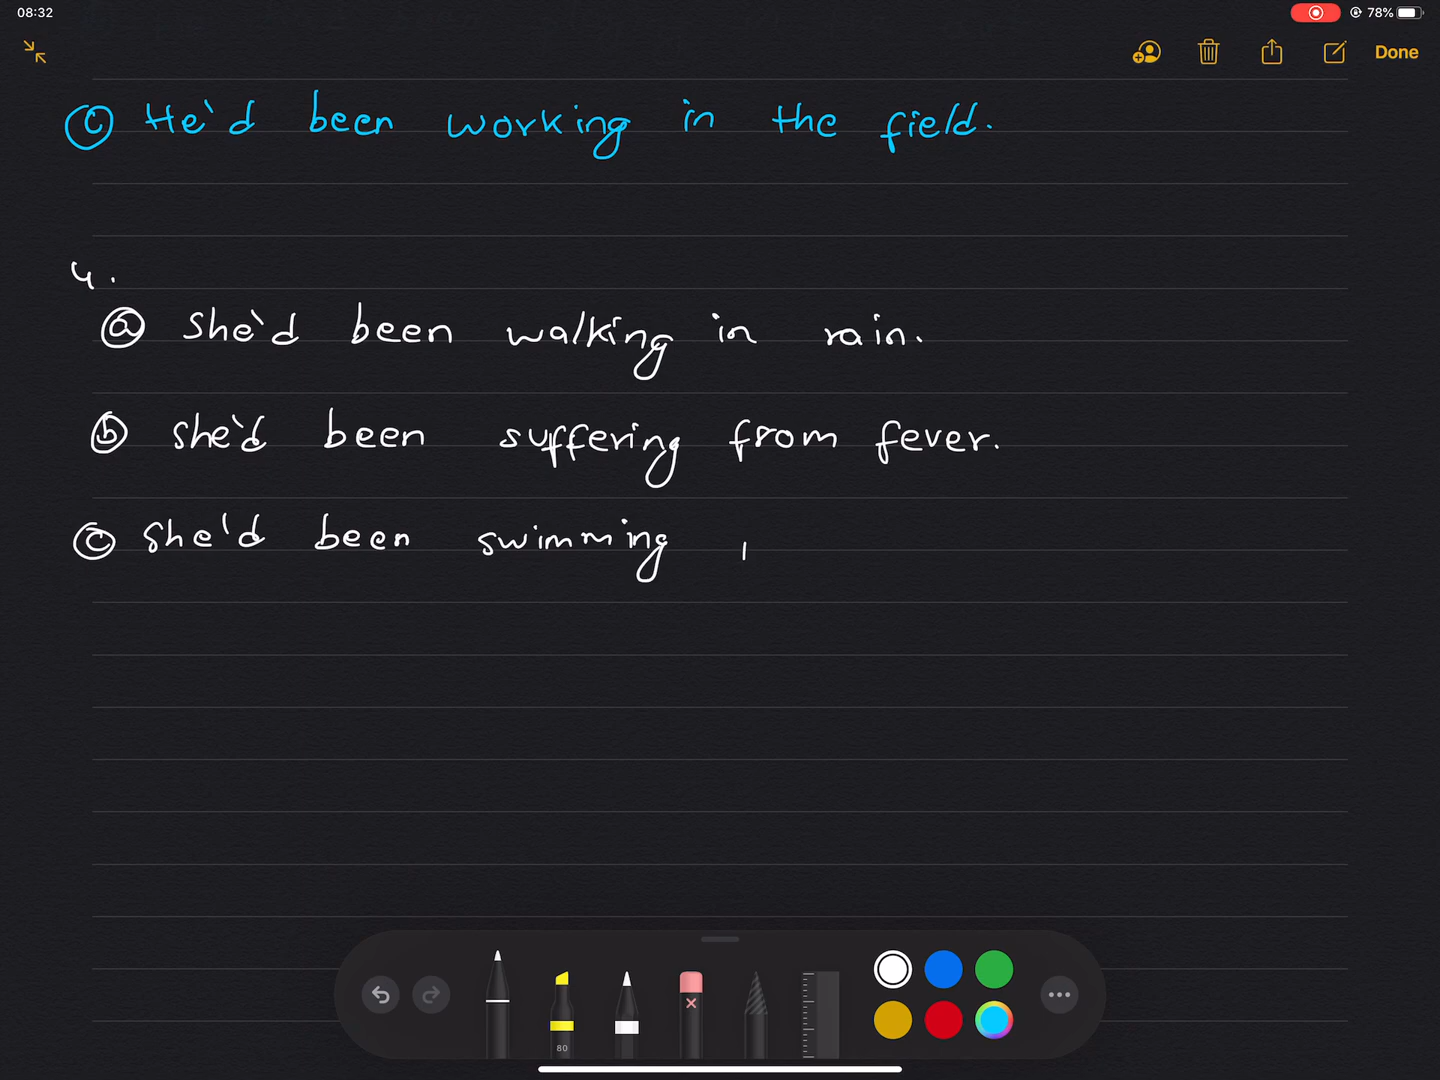 08:32
78%
Done
c He'd been working in the field.
4.
a She'd been walking in rain.
b She'd been suffering from fever.
c She'd been swimming
80